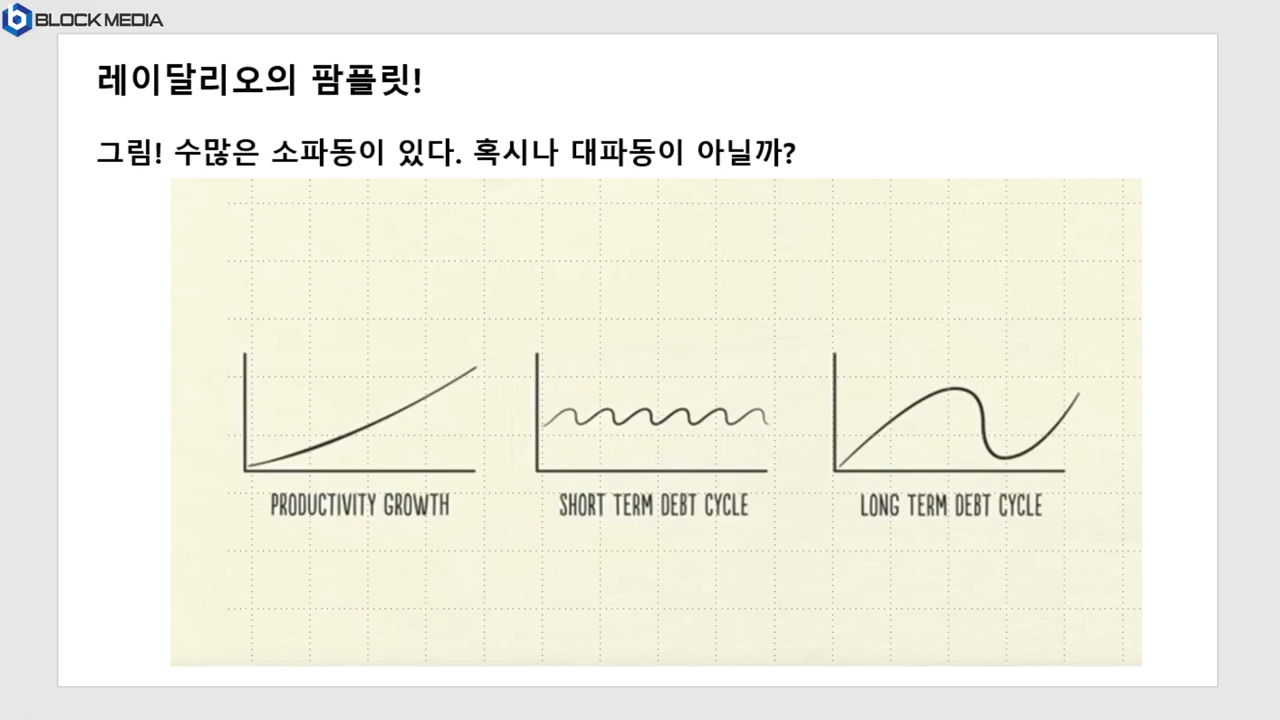 BLOCK MEDIA
레이달리오의 팜플릿!
그림! 수많은 소파동이 있다. 혹시나 대파동이 아닐까?
PRODUCTIVITY GROWTH
SHORT TERM DEBT CYCLE
LONG TERM DEBT CYCLE